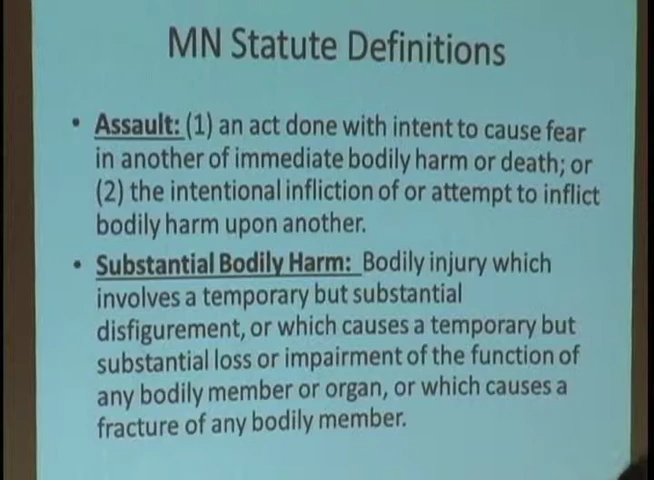 MN Statute Definitions
• Assault: (1) an act done with intent to cause fear
in another of immediate bodily harm or death; or
(2) the intentional infliction of or attempt to inflict
bodily harm upon another.
• Substantial Bodily Harm: Bodily injury which
involves a temporary but substantial
disfigurement, or which causes a temporary but
substantial loss or impairment of the function of
any bodily member or organ, or which causes a
fracture of any bodily member.